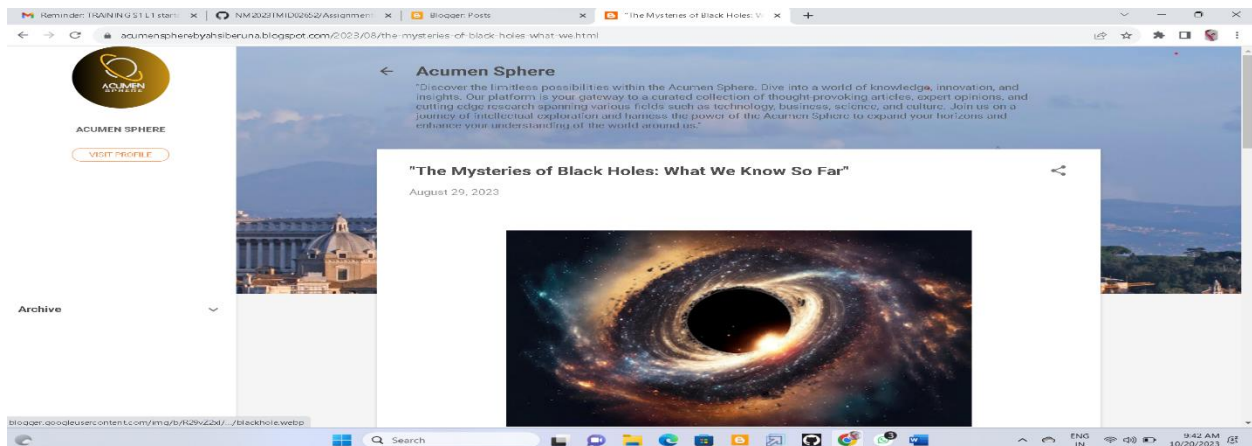 Reminder: TRAINING S1 L1 start
NM2023TMID02652/Assignment
Blogger: Posts
"The Mysteries of Black Holes: W
acumenspherebyahsiberuna.blogspot.com/2023/08/the-mysteries-of-black-holes-what-we.html
ACUMEN
SPHERE
ACUMEN SPHERE
VISIT PROFILE
Archive
Acumen Sphere
"Discover the limitless possibilities within the Acumen Sphere. Dive into a world of knowledge, innovation, and
insights. Our platform is your gateway to a curated collection of thought-provoking articles, expert opinions, and
cutting-edge research spanning various fields such as technology, business, science, and culture. Join us on a
journey of intellectual exploration and harness the power of the Acumen Sphere to expand your horizons and
enhance your understanding of the world around us."
"The Mysteries of Black Holes: What We Know So Far"
August 29, 2023
blogger.googleusercontent.com/img/b/R29vZ2xl/.../blackhole.webp
Search
3
ENG
IN
9:42 AM
10/20/2023